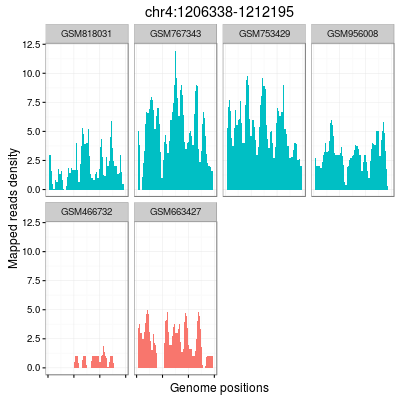 chr4:1206338-1212195
GSM818031 GSM767343 GSM753429 GSM956008
12.5
10.0
7.5
5.0
2.5
0.0
GSM466732 GSM663427
12.5
10.0
7.5
5.0
2.5
0.0
Mapped reads density
Genome positions